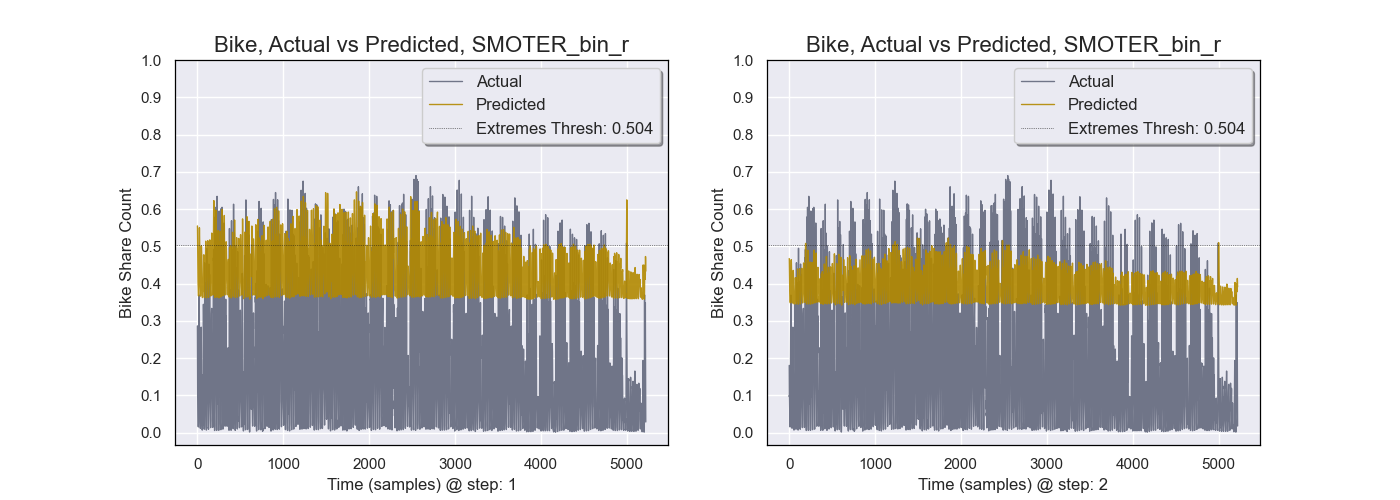 Bike, Actual vs Predicted, SMOTER_bin_r
1.0
0.9
0.8
0.7
0.6
0.5
0.4
0.3
0.2
0.1
0.0
Bike Share Count
Actual
Predicted
Extremes Thresh: 0.504
0 1000 2000 3000 4000 5000
Time (samples) @ step: 1
Bike, Actual vs Predicted, SMOTER_bin_r
1.0
0.9
0.8
0.7
0.6
0.5
0.4
0.3
0.2
0.1
0.0
Bike Share Count
Actual
Predicted
Extremes Thresh: 0.504
0 1000 2000 3000 4000 5000
Time (samples) @ step: 2